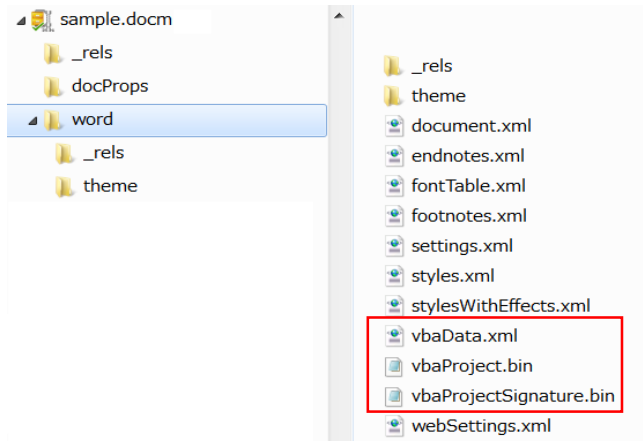 sample.docm
_rels
docProps
word
_rels
theme
_rels
theme
document.xml
endnotes.xml
fontTable.xml
footnotes.xml
settings.xml
styles.xml
stylesWithEffects.xml
vbaData.xml
vbaProject.bin
vbaProjectSignature.bin
webSettings.xml